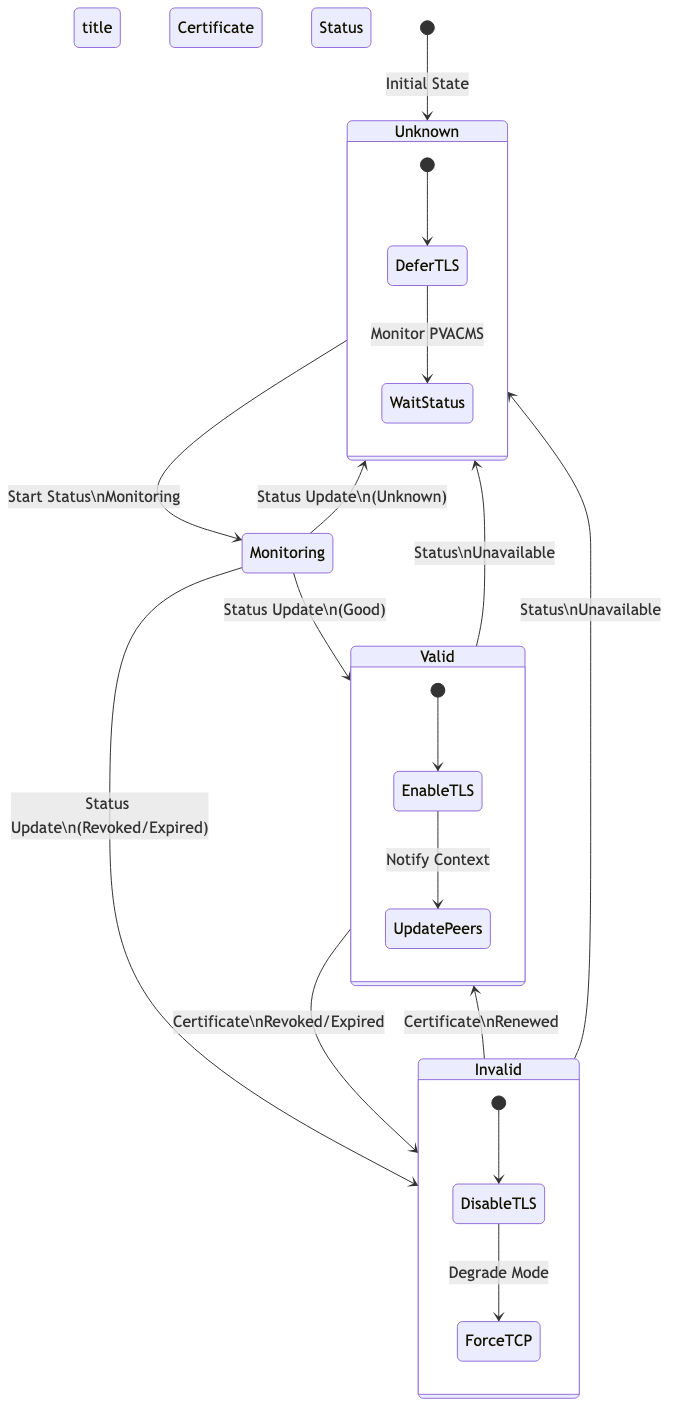 title
Certificate
Status
Initial State
Unknown
DeferTLS
Monitor PVACMS
WaitStatus
Start Status\nMonitoring
Status Update\n(Unknown)
Monitoring
Status\nUnavailable
Status Update\n(Good)
Status\nUnavailable
Valid
EnableTLS
Status
Update\n(Revoked/Expired)
Notify Context
UpdatePeers
Certificate\nRevoked/Expired
Certificate\nRenewed
Invalid
DisableTLS
Degrade Mode
ForceTCP